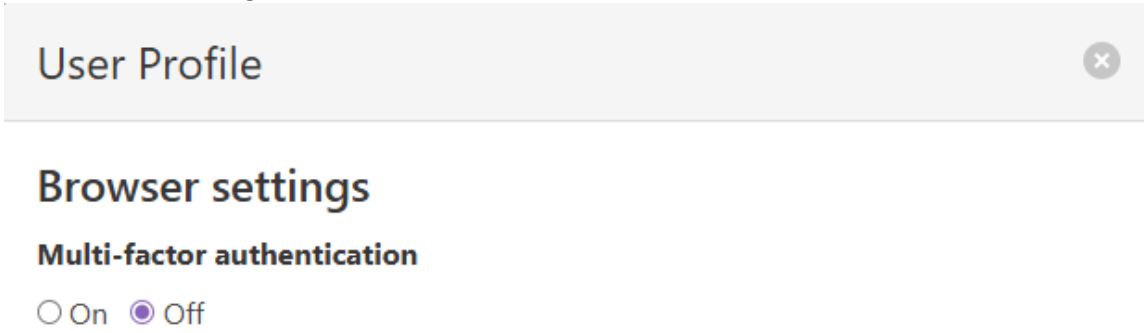 User Profile
Browser settings
Multi-factor authentication
On Off